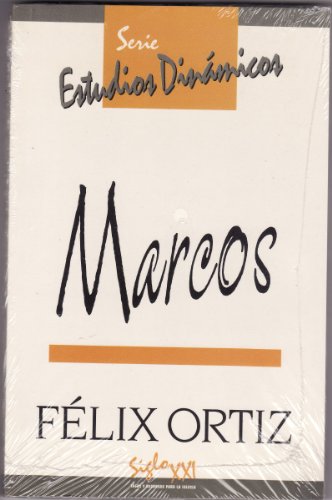 Serie
Estudios Dinámicos
Marcos
FÉLIX ORTIZ
Siglo XXI